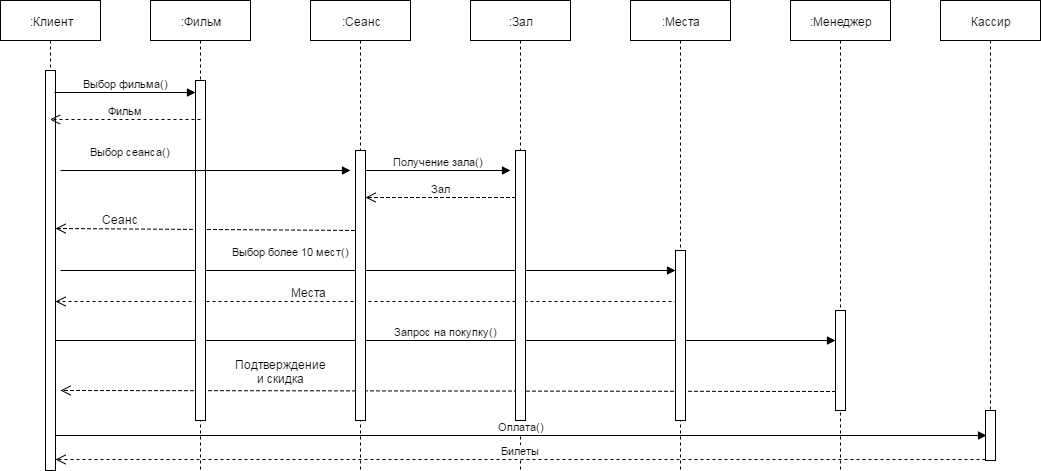 :Клиент
:Фильм
:Сеанс
:Зал
:Места
:Менеджер
Кассир
Выбор фильма()
Фильм
Выбор сеанса()
Получение зала()
Зал
Сеанс
Выбор более 10 мест()
Места
Запрос на покупку()
Подтверждение
и скидка
Оплата()
Билеты